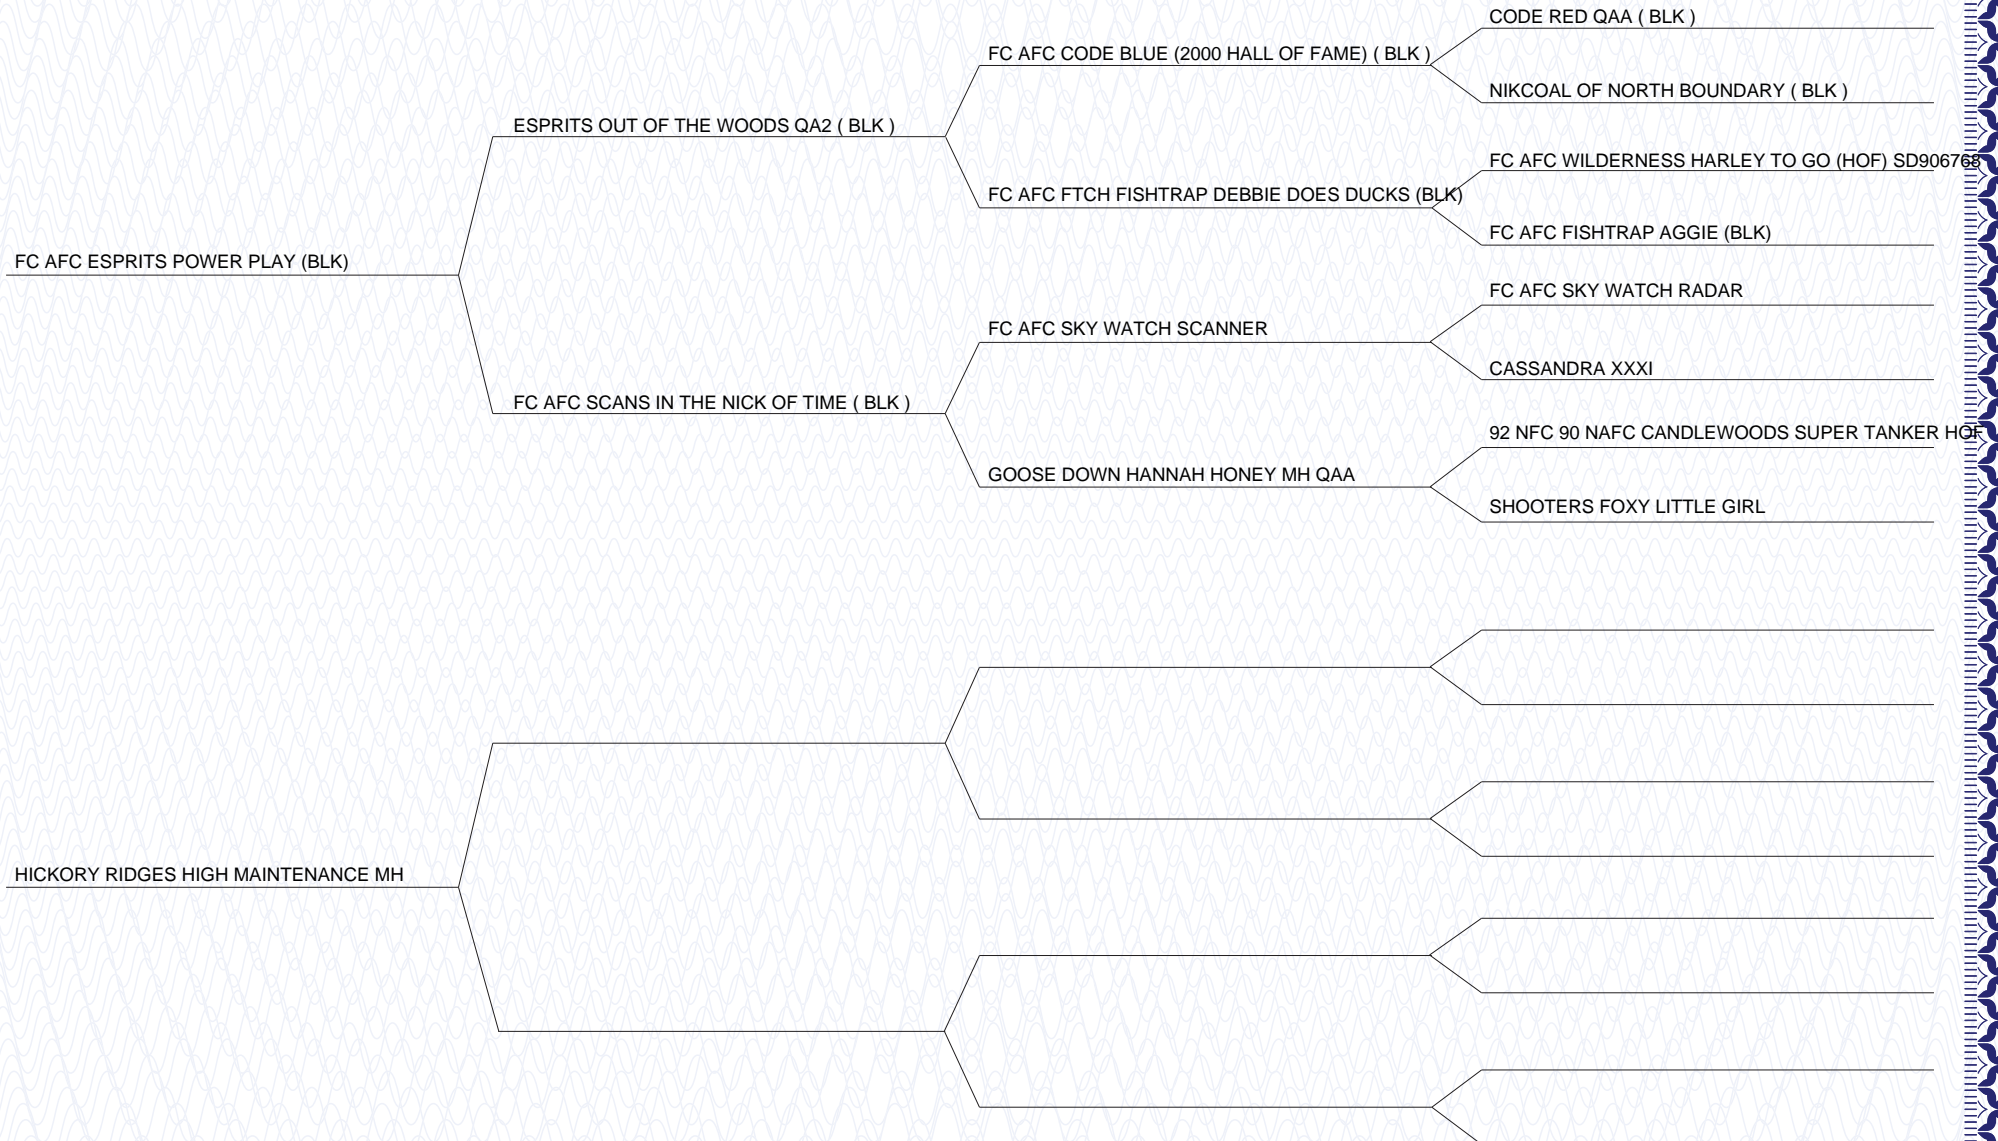 CODE RED QAA ( BLK )
FC AFC CODE BLUE (2000 HALL OF FAME) ( BLK )
NIKCOAL OF NORTH BOUNDARY ( BLK )
ESPRITS OUT OF THE WOODS QA2 ( BLK )
FC AFC WILDERNESS HARLEY TO GO (HOF) SD906768
FC AFC FTCH FISHTRAP DEBBIE DOES DUCKS (BLK)
FC AFC FISHTRAP AGGIE (BLK)
FC AFC ESPRITS POWER PLAY (BLK)
FC AFC SKY WATCH RADAR
FC AFC SKY WATCH SCANNER
CASSANDRA XXXI
FC AFC SCANS IN THE NICK OF TIME ( BLK )
92 NFC 90 NAFC CANDLEWOODS SUPER TANKER HOF
GOOSE DOWN HANNAH HONEY MH QAA
SHOOTERS FOXY LITTLE GIRL
HICKORY RIDGES HIGH MAINTENANCE MH